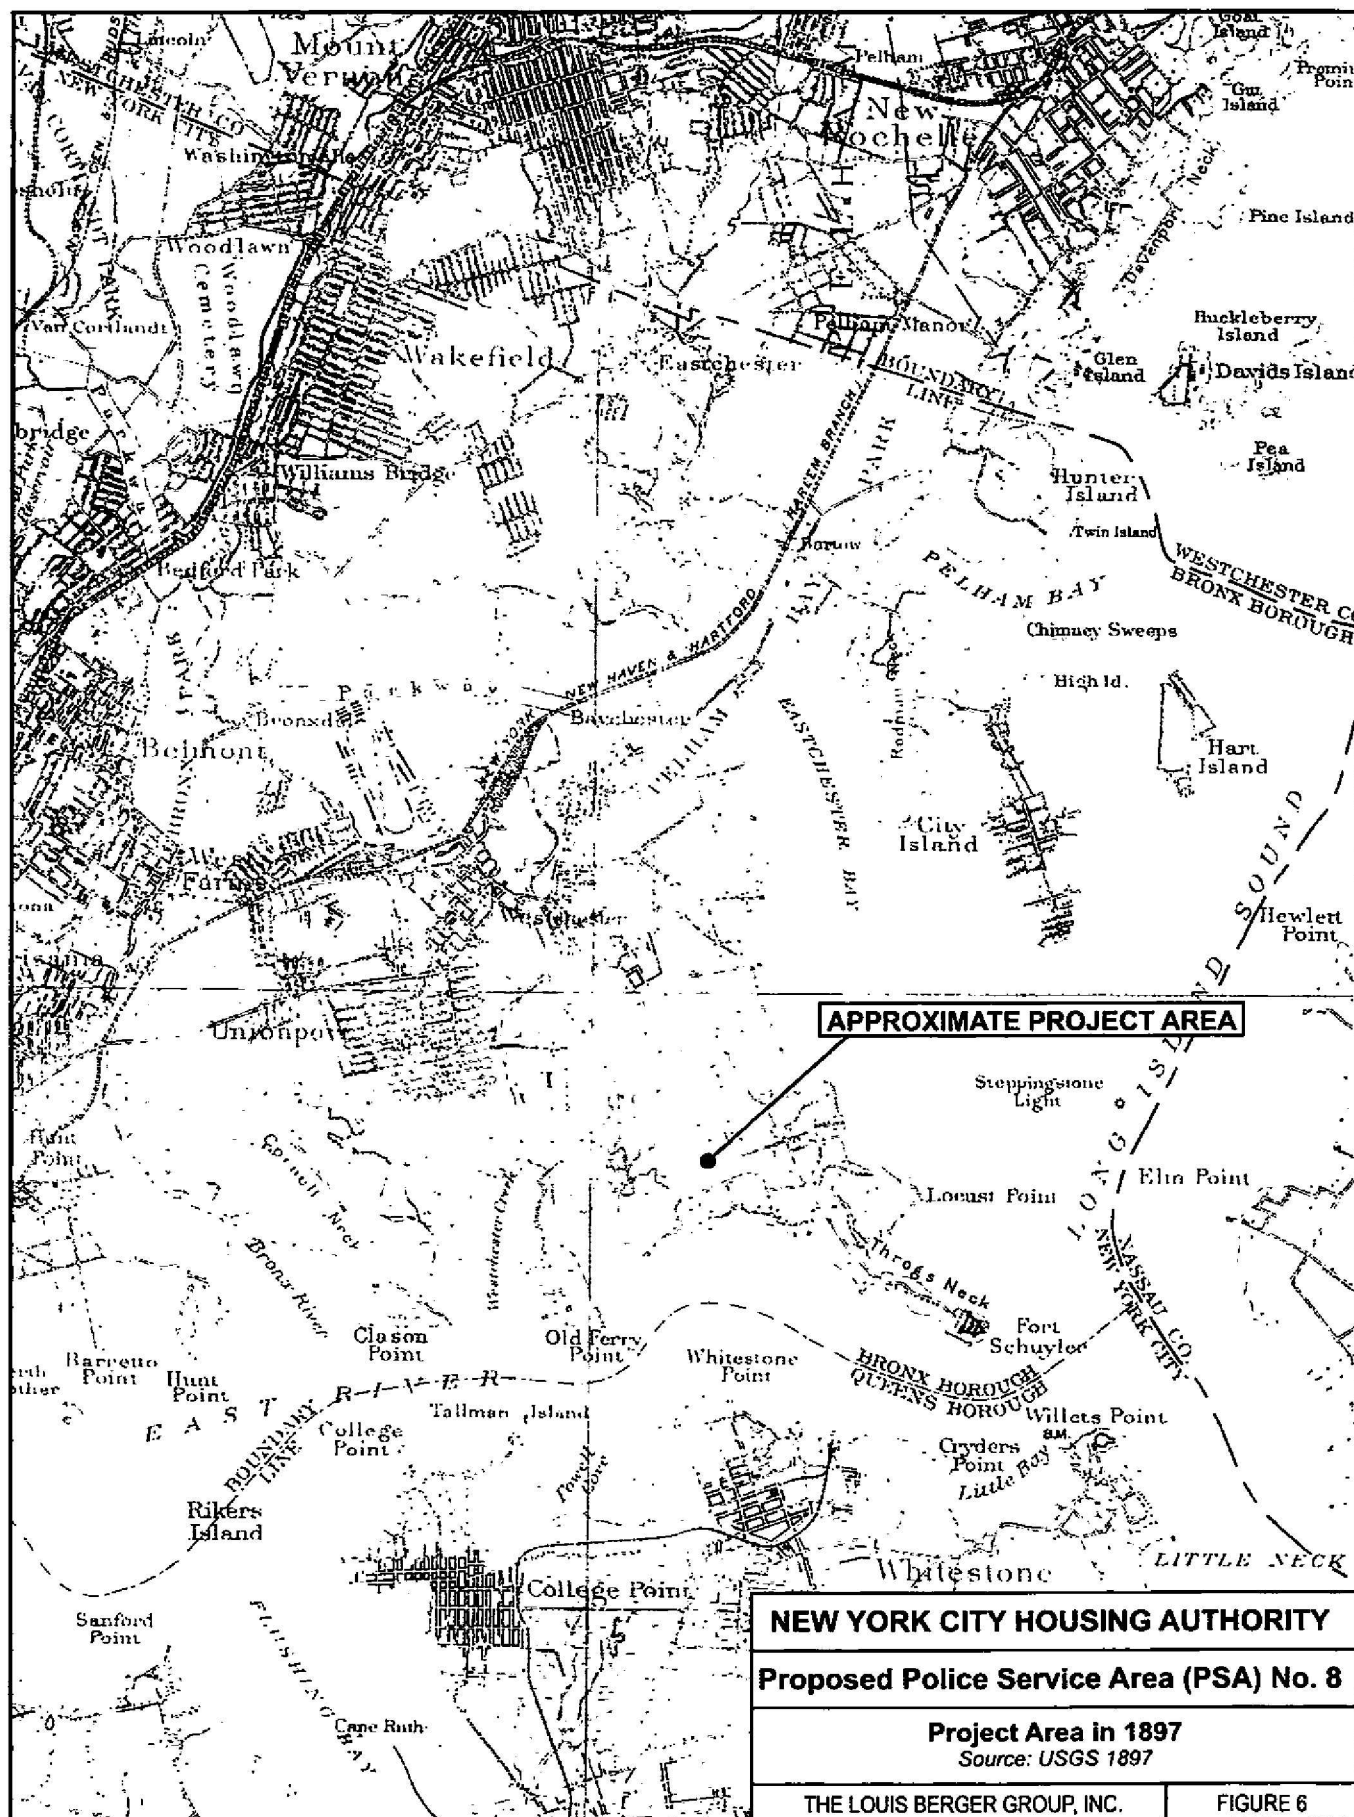 Lincoln
Mount
Vernon
Pelham
Goat
Island
WESTCHESTER CO
NEW YORK CITY
Gun
Island
New
Rochelle
Woodlawn
Woodlawn
Cemetery
Davenport Neck
Pine Island
Van Cortlandt
Wakefield
Eastchester
Pelham Manor
BOUNDARY
LINE
Huckleberry
Island
Glen
Island
Davids Island
Pea
Island
Williams Bridge
HARLEM BRANCH
PARK
Hunter
Island
Twin Island
Bedford Park
PELHAM BAY
WESTCHESTER CO
BRONX BOROUGH
Chimney Sweeps
High Id.
NEW YORK
NEW HAVEN & HARTFORD
PELHAM
BAY
Parkway
Baychester
EASTCHESTER BAY
Rodman Neck
Hart
Island
Belmont
BRONX
PARK
City
Island
West
Farms
Westchester
Hewlett
Point
LONG ISLAND SOUND
Unionport
APPROXIMATE PROJECT AREA
Steppingstone
Light
Hunt
Point
Cornell Neck
Westchester Creek
Locust Point
Elm Point
Bronx River
Throgs Neck
NASSAU CO.
NEW YORK CITY
Clason
Point
Old Ferry
Point
Fort
Schuyler
Barretto
Point
Hunt
Point
Whitestone
Point
BRONX BOROUGH
QUEENS BOROUGH
EAST RIVER
BOUNDARY
LINE
College
Point
Tallman Island
Powell
Cove
Willets Point
B.M.
Cryders
Point
Little Bay
Rikers
Island
College Point
Whitestone
LITTLE NECK
Sanford
Point
FLUSHING BAY
Cane Ruth
NEW YORK CITY HOUSING AUTHORITY
Proposed Police Service Area (PSA) No. 8
Project Area in 1897
Source: USGS 1897
THE LOUIS BERGER GROUP, INC.
FIGURE 6